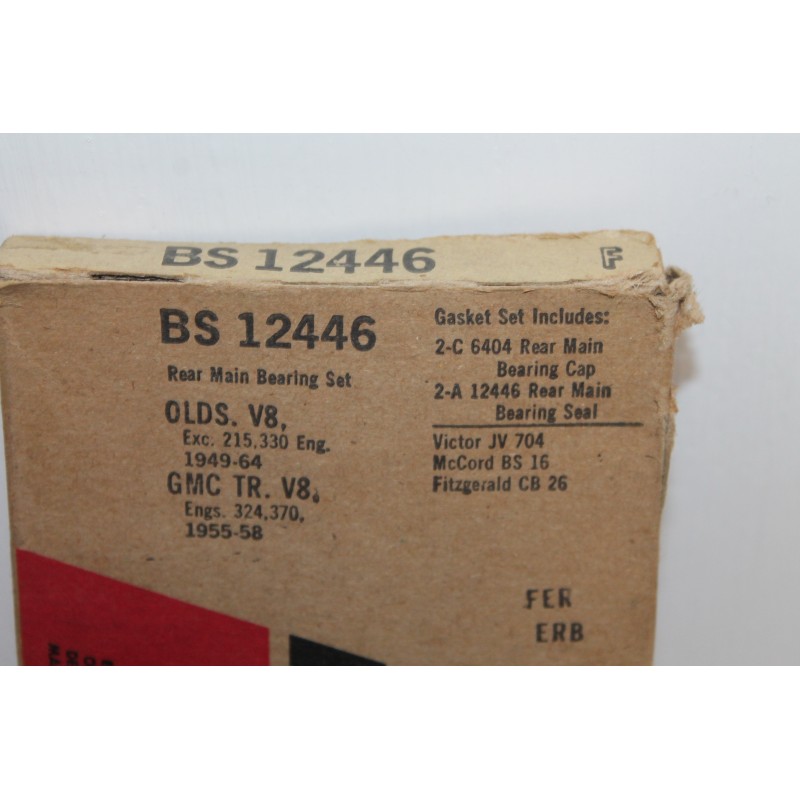 BS 12446
BS 12446
Rear Main Bearing Set
OLDS. V8,
Exc. 215,330 Eng.
1949-64
GMC TR. V8,
Engs. 324,370,
1955-58
Gasket Set Includes:
2-C 6404 Rear Main
Bearing Cap
2-A 12446 Rear Main
Bearing Seal
Victor JV 704
McCord BS 16
Fitzgerald CB 26
FER
ERB